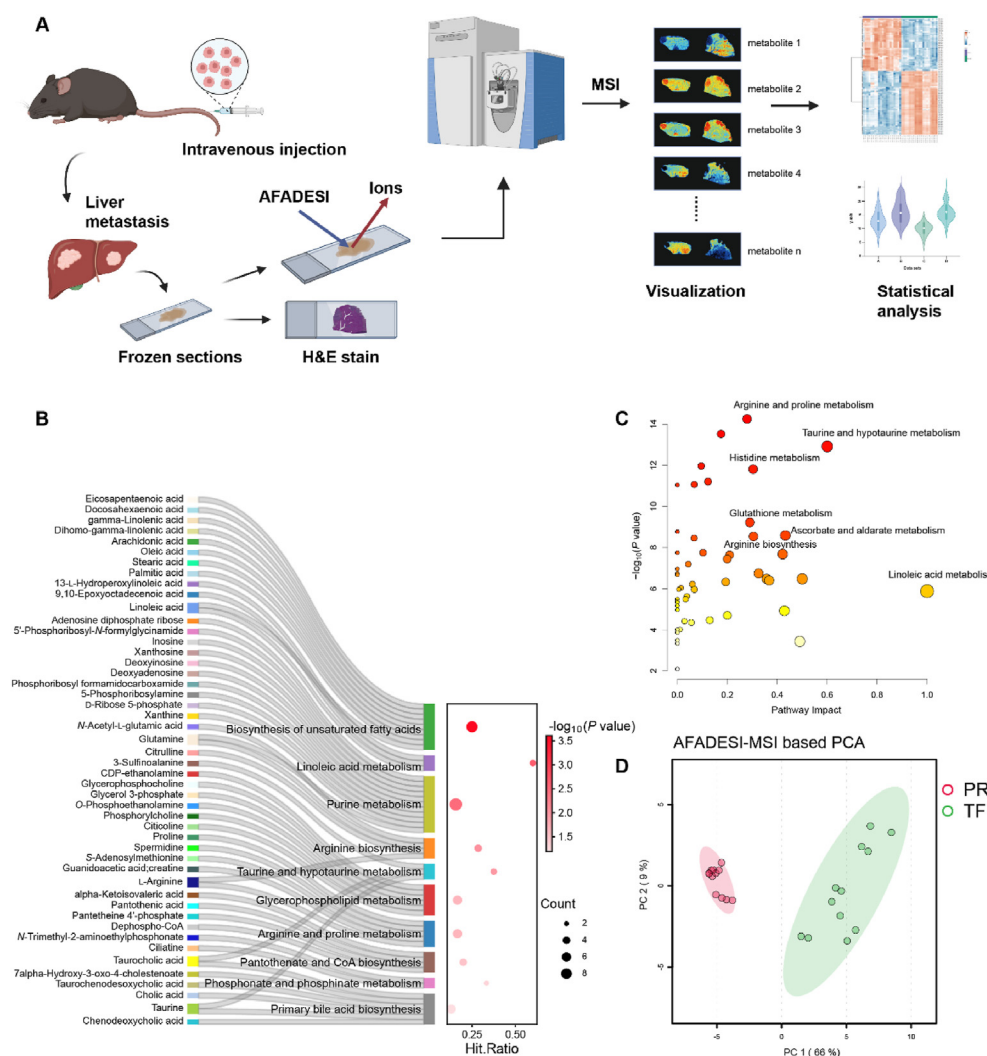 A
Intravenous injection
Liver
metastasis
AFADESI
Ions
Frozen sections
H&E stain
MSI
metabolite 1
metabolite 2
metabolite 3
metabolite 4
metabolite n
Visualization
A
B
C
D
Data sets
Statistical
analysis
B
Eicosapentaenoic acid
Docosahexaenoic acid
gamma-Linolenic acid
Dihomo-gamma-linolenic acid
Arachidonic acid
Oleic acid
Stearic acid
Palmitic acid
13-L-Hydroperoxylinoleic acid
9,10-Epoxyoctadecenoic acid
Linoleic acid
Adenosine diphosphate ribose
5'-Phosphoribosyl-N-formylglycinamide
Inosine
Xanthosine
Deoxyinosine
Deoxyadenosine
Phosphoribosyl formamidocarboxamide
5-Phosphoribosylamine
D-Ribose 5-phosphate
Xanthine
N-Acetyl-L-glutamic acid
Glutamine
Citrulline
3-Sulfinoalanine
CDP-ethanolamine
Glycerophosphocholine
Glycerol 3-phosphate
O-Phosphoethanolamine
Phosphorylcholine
Citicoline
Proline
Spermidine
S-Adenosylmethionine
Guanidoacetic acid;creatine
L-Arginine
alpha-Ketoisovaleric acid
Pantothenic acid
Pantetheine 4'-phosphate
Dephospho-CoA
N-Trimethyl-2-aminoethylphosphonate
Ciliatine
Taurocholic acid
7alpha-Hydroxy-3-oxo-4-cholestenoate
Taurochenodesoxycholic acid
Cholic acid
Taurine
Chenodeoxycholic acid
Biosynthesis of unsaturated fatty acids
Linoleic acid metabolism
Purine metabolism
Arginine biosynthesis
Taurine and hypotaurine metabolism
Glycerophospholipid metabolism
Arginine and proline metabolism
Pantothenate and CoA biosynthesis
Phosphonate and phosphinate metabolism
Primary bile acid biosynthesis
0.25 0.50
Hit.Ratio
-log10(P value)
3.5
3.0
2.5
2.0
1.5
Count
2
4
6
8
C
Arginine and proline metabolism
Taurine and hypotaurine metabolism
Histidine metabolism
Glutathione metabolism
Ascorbate and aldarate metabolism
Arginine biosynthesis
Linoleic acid metabolis
−log10(P value)
14
12
10
8
6
4
2
0.0 0.2 0.4 0.6 0.8 1.0
Pathway Impact
AFADESI-MSI based PCA
D
PR
TF
PC 2 ( 9 %)
5
0
-5
-5 0 5 10
PC 1 ( 66 %)